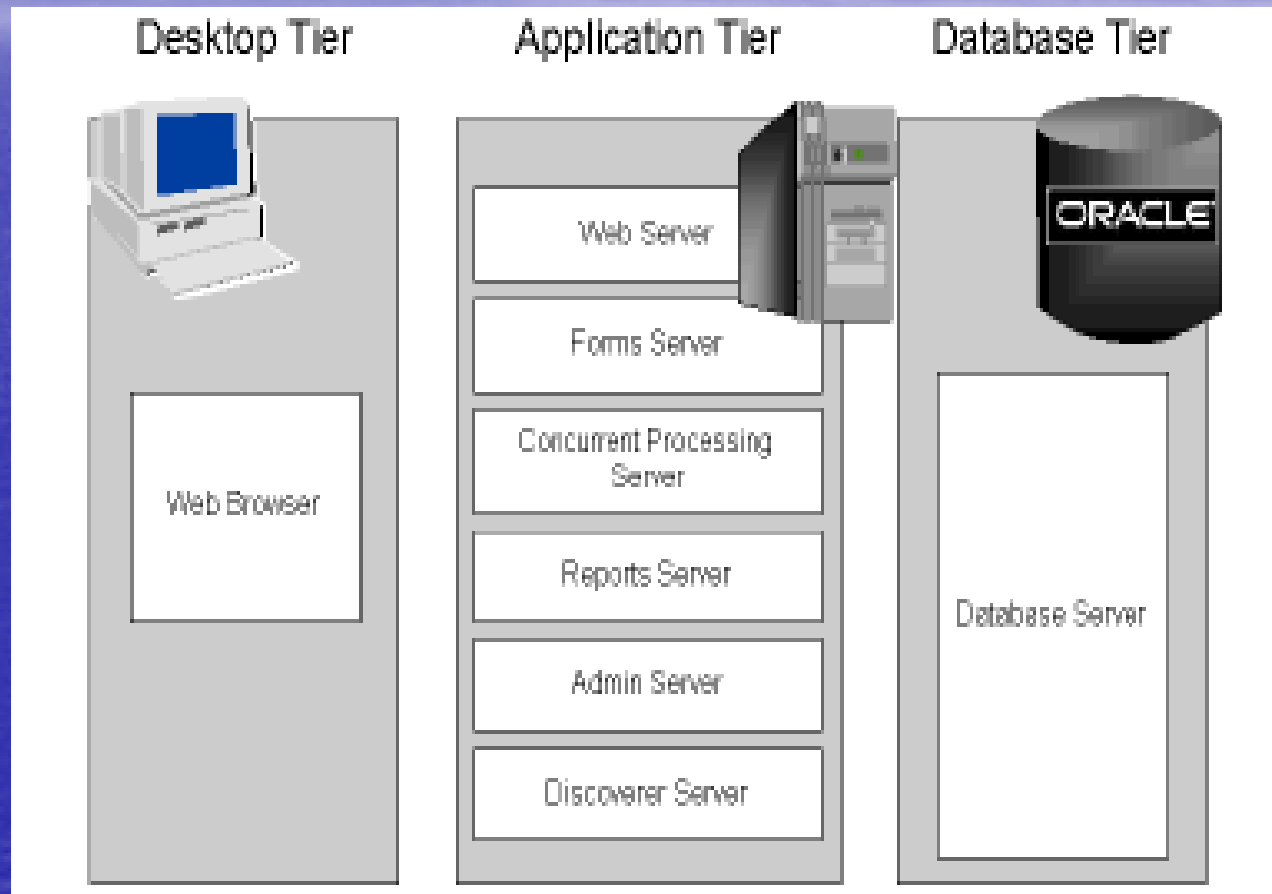 Desktop Tier
Application Tier
Database Tier
Web Browser
Web Server
Forms Server
Concurrent Processing
Server
Reports Server
Admin Server
Discoverer Server
ORACLE
Database Server